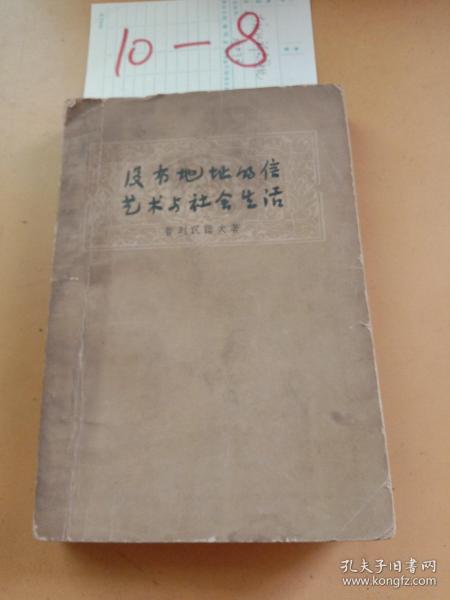 10-8
没有地址的信
艺术与社会生活
普列汉诺夫著
孔夫子旧书网
www.kongfz.com